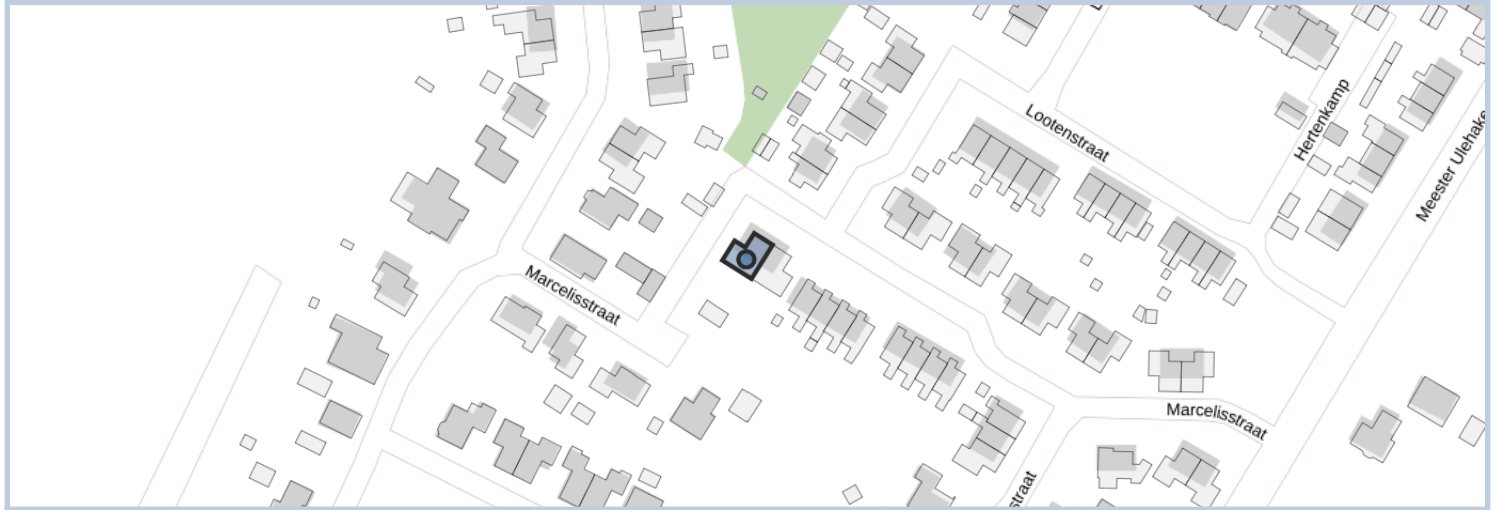 Lootenstraat
Hertenkamp
Meester Ulehake
Marcelisstraat
Marcelisstraat
straat